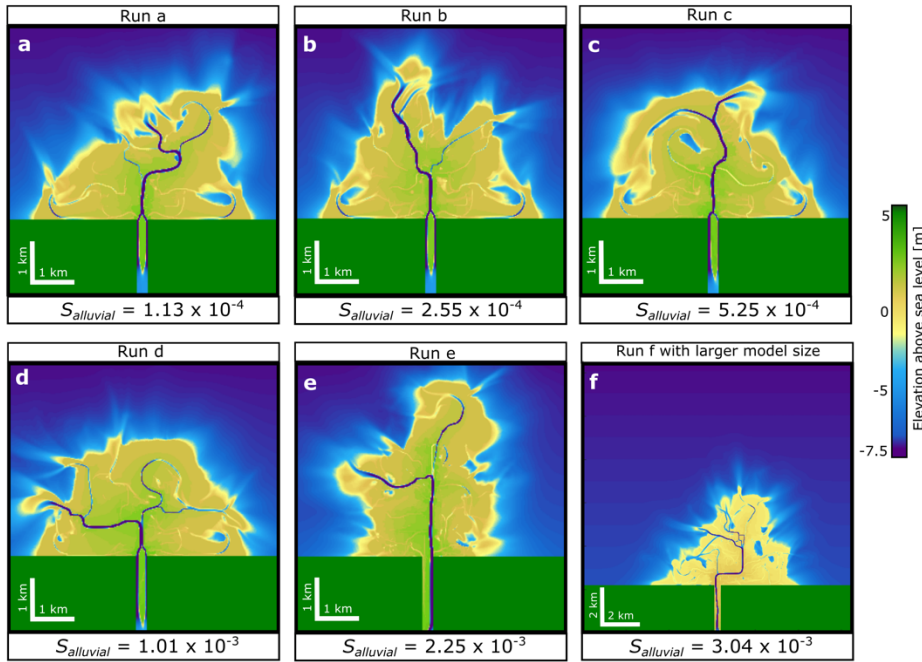 Run a
Run b
Run c
a
b
c
1 km
1 km
1 km
1 km
1 km
1 km
S_alluvial = 1.13 x 10⁻⁴
S_alluvial = 2.55 x 10⁻⁴
S_alluvial = 5.25 x 10⁻⁴
Run d
Run e
Run f with larger model size
d
e
f
1 km
1 km
1 km
1 km
2 km
2 km
S_alluvial = 1.01 x 10⁻³
S_alluvial = 2.25 x 10⁻³
S_alluvial = 3.04 x 10⁻³
5
0
-5
-7.5
Elevation above sea level [m]